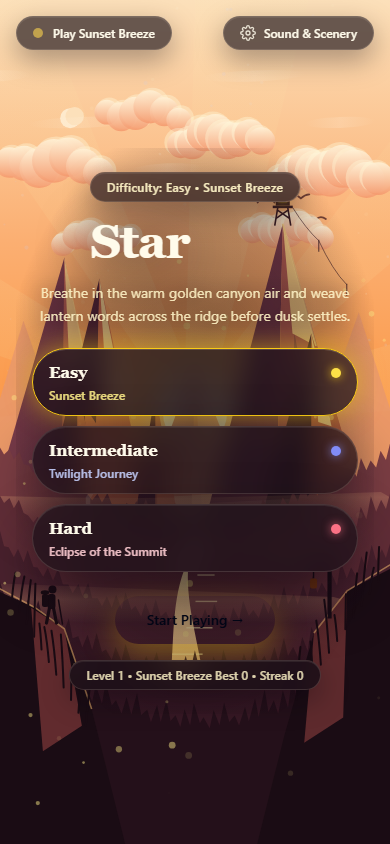 Play Sunset Breeze
Sound & Scenery
Difficulty: Easy • Sunset Breeze
Star
Breathe in the warm golden canyon air and weave
lantern words across the ridge before dusk settles.
Easy
Sunset Breeze
Intermediate
Twilight Journey
Hard
Eclipse of the Summit
Start Playing →
Level 1 • Sunset Breeze Best 0 • Streak 0